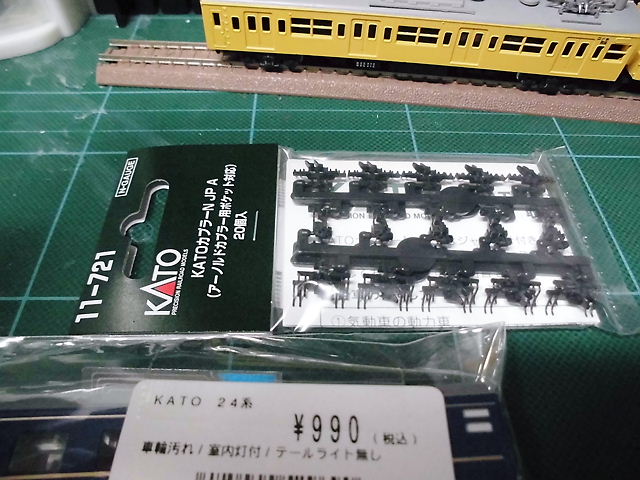 N-GAUGE
11-721
KATO
PRECISION RAILROAD MODELS
KATOカプラーN JP A
(アーノルドカプラー用ポケット対応)
20個入
①気動車の動力車
KATO 24系
¥990(税込)
車輪汚れ/室内灯付/テールライト無し